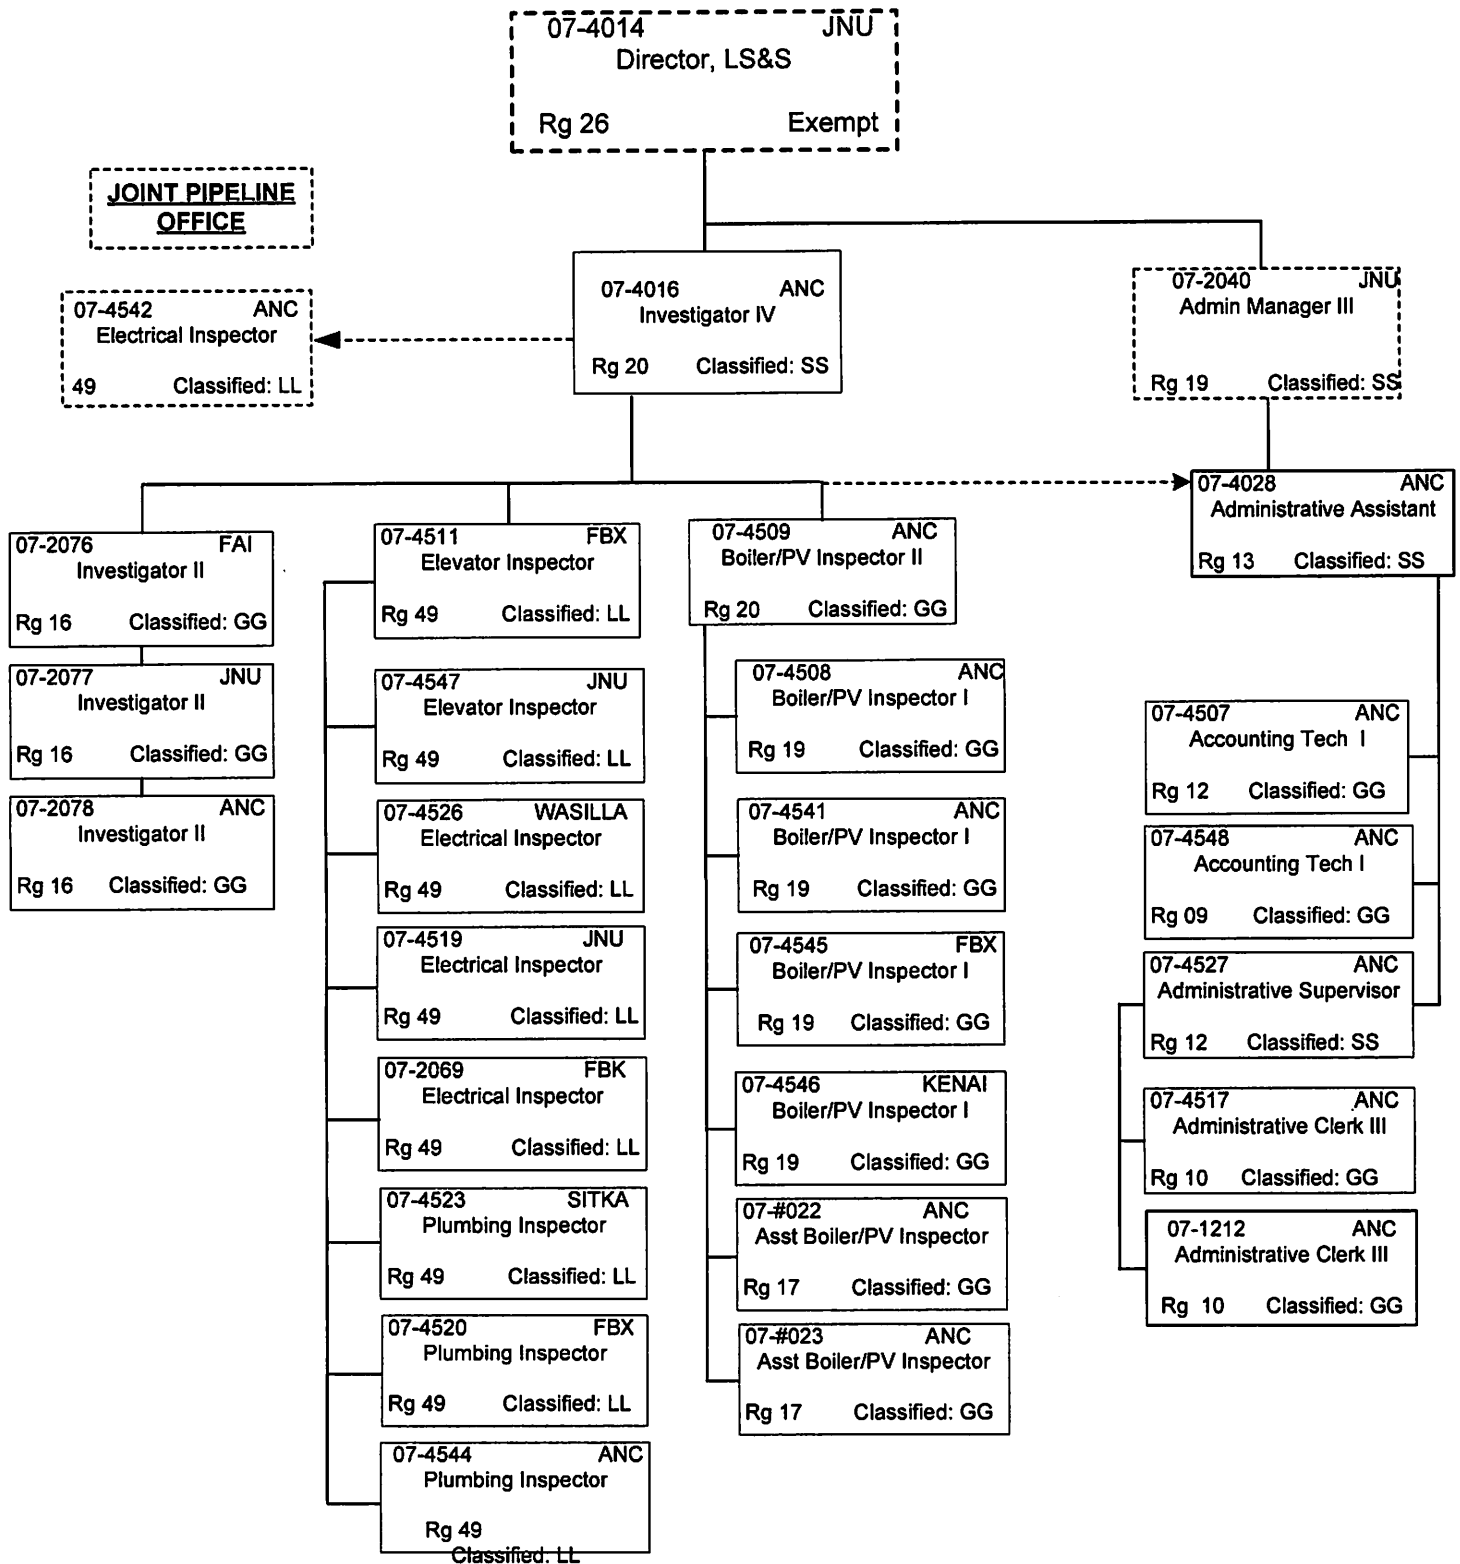 07-4014 JNU
Director, LS&S
Rg 26 Exempt
JOINT PIPELINE
OFFICE
07-4542 ANC
Electrical Inspector
49 Classified: LL
07-4016 ANC
Investigator IV
Rg 20 Classified: SS
07-2040 JNU
Admin Manager III
Rg 19 Classified: SS
07-4028 ANC
Administrative Assistant
Rg 13 Classified: SS
07-2076 FAI
Investigator II
Rg 16 Classified: GG
07-2077 JNU
Investigator II
Rg 16 Classified: GG
07-2078 ANC
Investigator II
Rg 16 Classified: GG
07-4511 FBX
Elevator Inspector
Rg 49 Classified: LL
07-4547 JNU
Elevator Inspector
Rg 49 Classified: LL
07-4526 WASILLA
Electrical Inspector
Rg 49 Classified: LL
07-4519 JNU
Electrical Inspector
Rg 49 Classified: LL
07-2069 FBK
Electrical Inspector
Rg 49 Classified: LL
07-4523 SITKA
Plumbing Inspector
Rg 49 Classified: LL
07-4520 FBX
Plumbing Inspector
Rg 49 Classified: LL
07-4544 ANC
Plumbing Inspector
Rg 49
Classified: LL
07-4509 ANC
Boiler/PV Inspector II
Rg 20 Classified: GG
07-4508 ANC
Boiler/PV Inspector I
Rg 19 Classified: GG
07-4541 ANC
Boiler/PV Inspector I
Rg 19 Classified: GG
07-4545 FBX
Boiler/PV Inspector I
Rg 19 Classified: GG
07-4546 KENAI
Boiler/PV Inspector I
Rg 19 Classified: GG
07-#022 ANC
Asst Boiler/PV Inspector
Rg 17 Classified: GG
07-#023 ANC
Asst Boiler/PV Inspector
Rg 17 Classified: GG
07-4507 ANC
Accounting Tech I
Rg 12 Classified: GG
07-4548 ANC
Accounting Tech I
Rg 09 Classified: GG
07-4527 ANC
Administrative Supervisor
Rg 12 Classified: SS
07-4517 ANC
Administrative Clerk III
Rg 10 Classified: GG
07-1212 ANC
Administrative Clerk III
Rg 10 Classified: GG